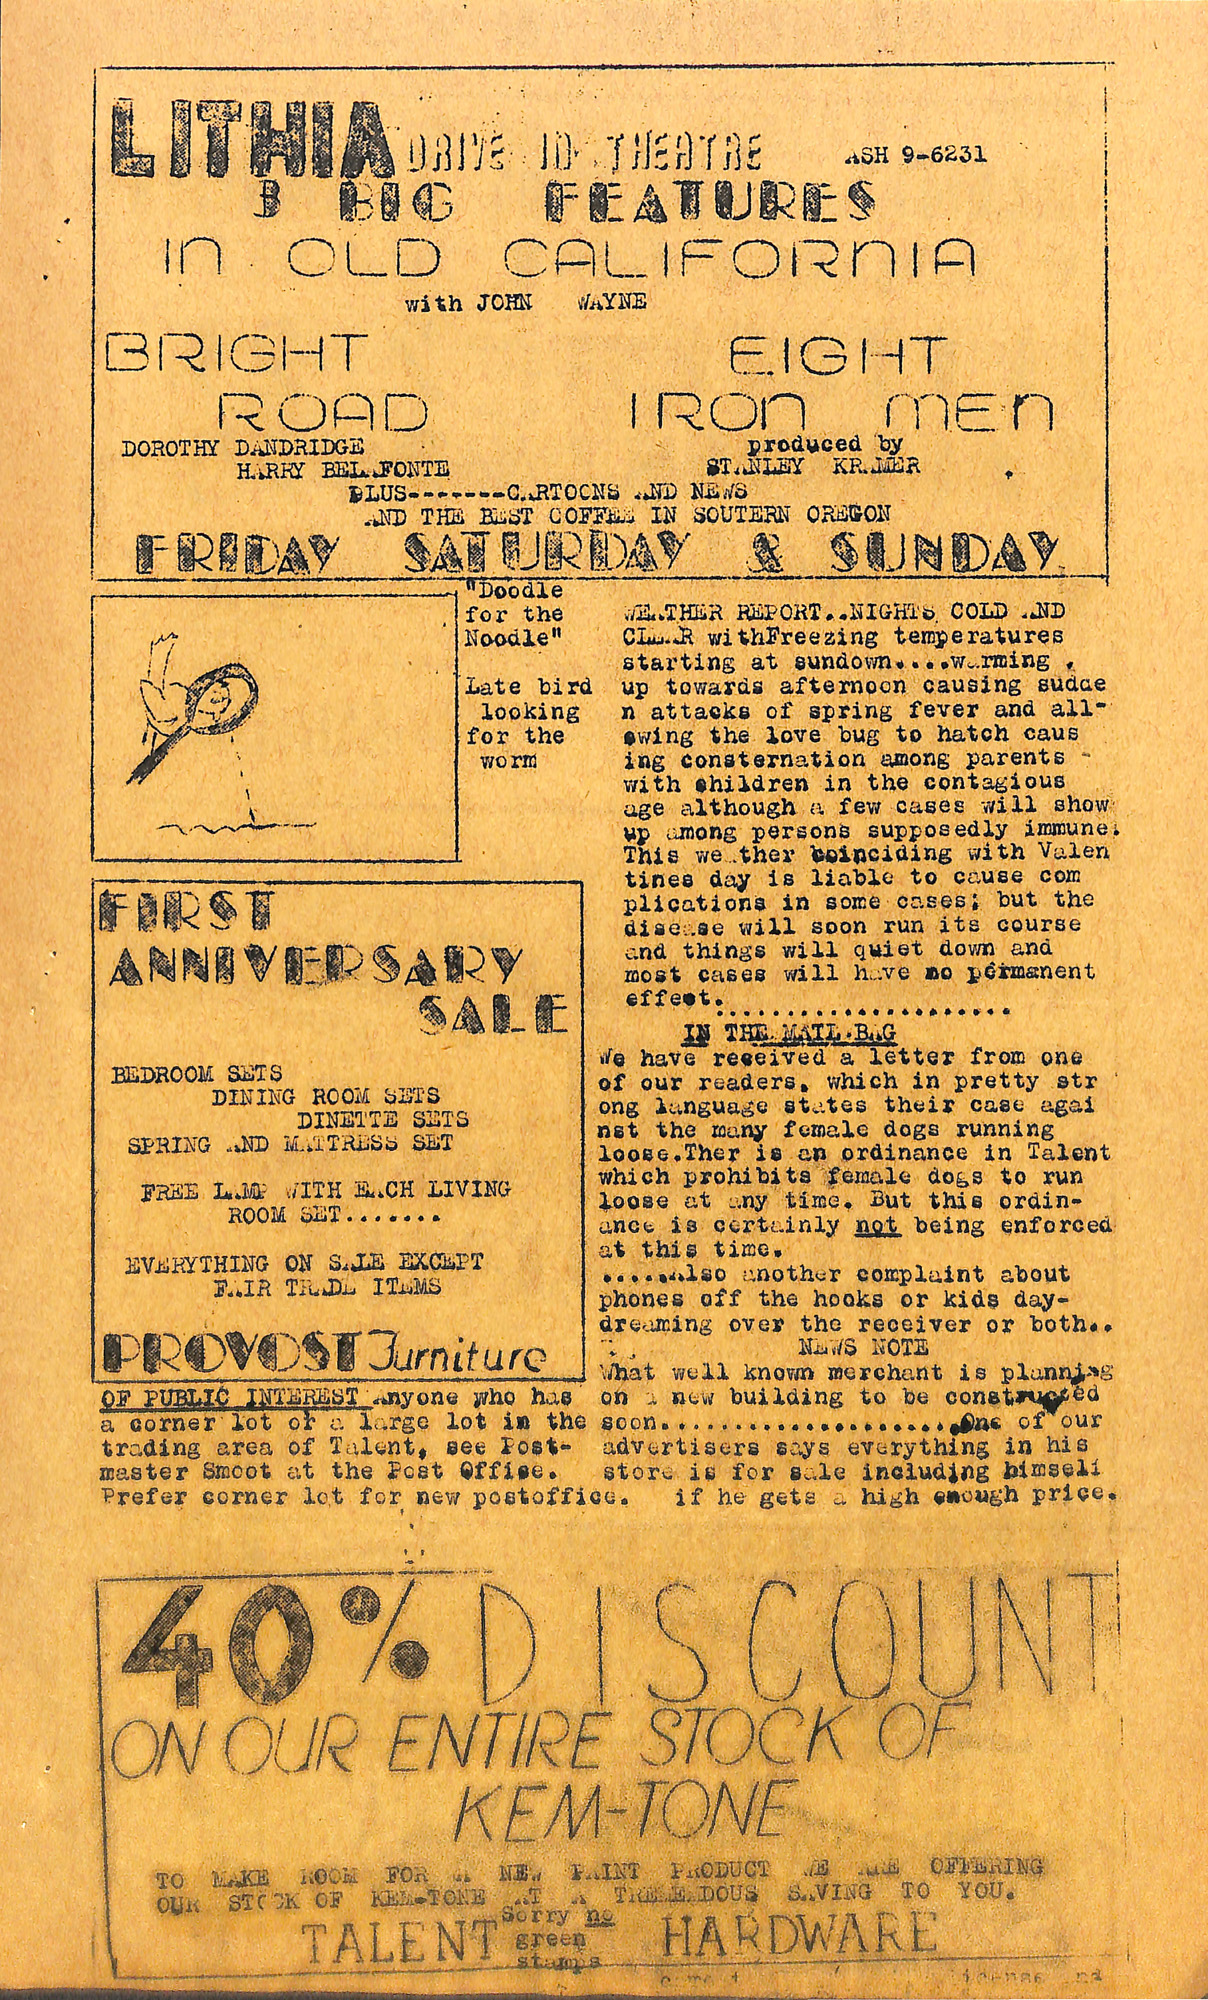 LITHIA DRIVE IN THEATRE ASH 9-6231
3 BIG FEATURES
IN OLD CALIFORNIA
with JOHN WAYNE
BRIGHT
ROAD
DOROTHY DANDRIDGE
HARRY BELAFONTE
EIGHT
IRON MEN
produced by
STANLEY KRAMER
PLUS-------CARTOONS AND NEWS
AND THE BEST COFFEE IN SOUTERN OREGON
FRIDAY SATURDAY & SUNDAY
"Doodle
for the
Noodle"
Late bird
looking
for the
worm
FIRST
ANNIVERSARY
SALE
BEDROOM SETS
DINING ROOM SETS
DINETTE SETS
SPRING AND MATTRESS SET
FREE LAMP WITH EACH LIVING
ROOM SET.......
EVERYTHING ON SALE EXCEPT
FAIR TRADE ITEMS
PROVOST Furniture
OF PUBLIC INTEREST Anyone who has
a corner lot or a large lot in the
trading area of Talent, see Post-
master Smoot at the Post Office.
Prefer corner lot for new postoffice.
WEATHER REPORT..NIGHTS COLD AND
CLEAR withFreezing temperatures
starting at sundown....warming
up towards afternoon causing sudde
n attacks of spring fever and all-
owing the love bug to hatch caus
ing consternation among parents
with children in the contagious
age although a few cases will show
up among persons supposedly immune.
This weather coinciding with Valen
tines day is liable to cause com
plications in some cases; but the
disease will soon run its course
and things will quiet down and
most cases will have no permanent
effect......................
IN THE MAIL BAG
We have received a letter from one
of our readers, which in pretty str
ong language states their case agai
nst the many female dogs running
loose.Ther is an ordinance in Talent
which prohibits female dogs to run
loose at any time. But this ordin-
ance is certainly not being enforced
at this time.
.....Also another complaint about
phones off the hooks or kids day-
dreaming over the receiver or both..
NEWS NOTE
What well known merchant is planning
on a new building to be constructed
soon.....................One of our
advertisers says everything in his
store is for sale including himself
if he gets a high enough price.
40% DISCOUNT
ON OUR ENTIRE STOCK OF
KEM-TONE
TO MAKE ROOM FOR A NEW PAINT PRODUCT WE ARE OFFERING
OUR STOCK OF KEM-TONE AT A TREMENDOUS SAVING TO YOU.
TALENT HARDWARE
Sorry no
green
stamps